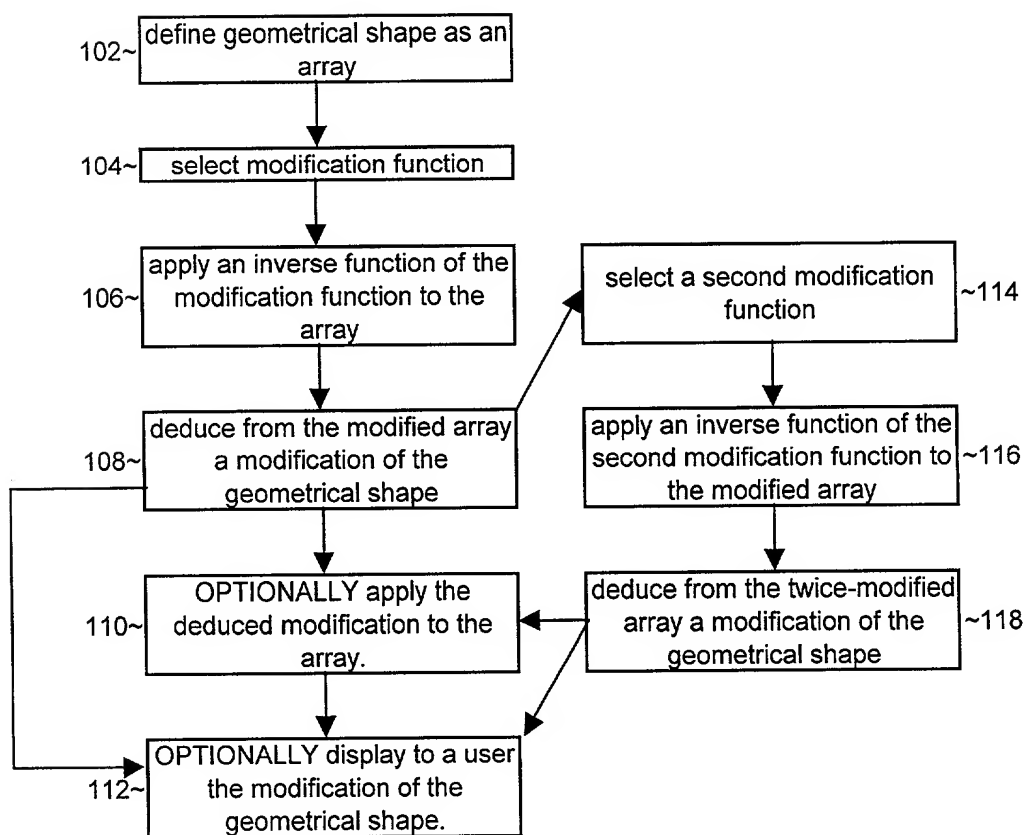 102~
define geometrical shape as an
array
104~
select modification function
106~
apply an inverse function of the
modification function to the
array
108~
deduce from the modified array
a modification of the
geometrical shape
110~
OPTIONALLY apply the
deduced modification to the
array.
112~
OPTIONALLY display to a user
the modification of the
geometrical shape.
select a second modification
function
~114
apply an inverse function of the
second modification function to
the modified array
~116
deduce from the twice-modified
array a modification of the
geometrical shape
~118